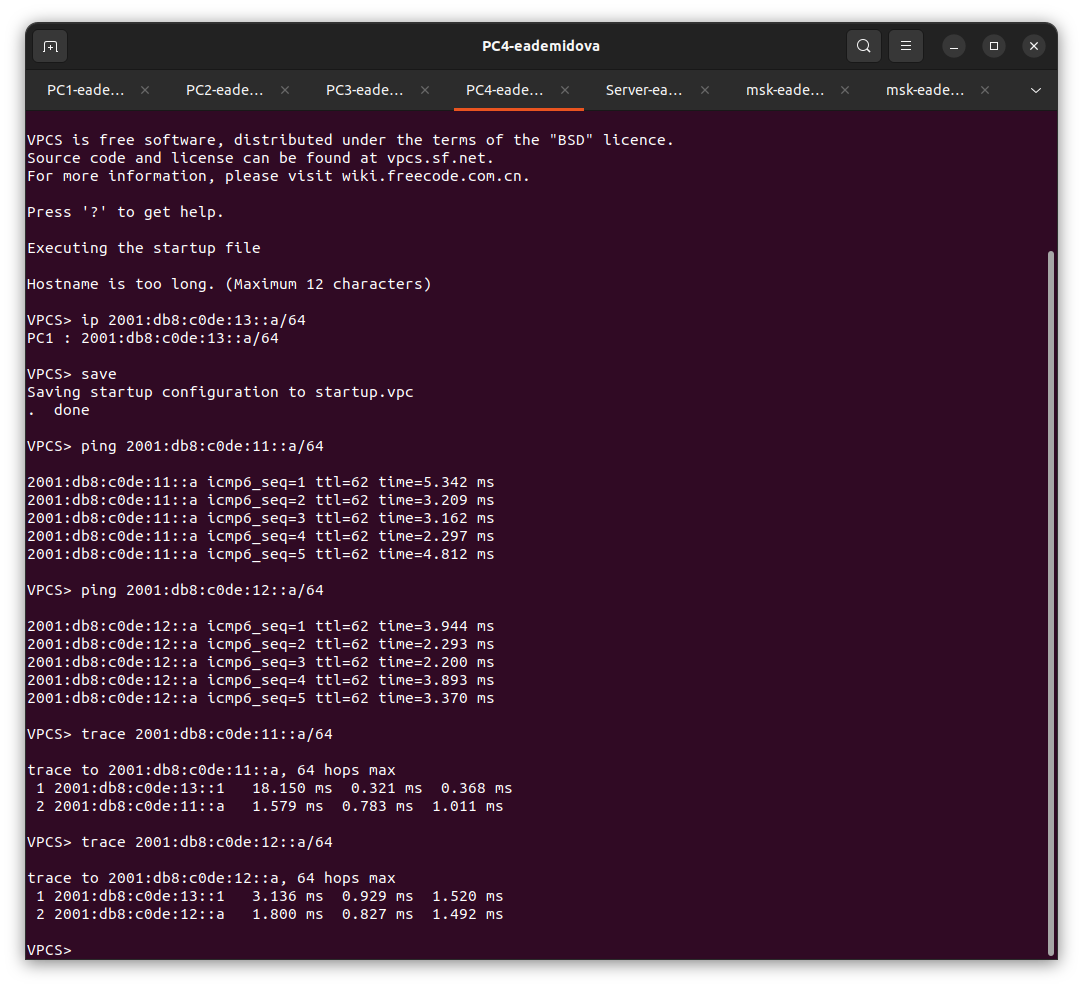 PC4-eademidova
PC1-eade... PC2-eade... PC3-eade... PC4-eade... Server-ea... msk-eade... msk-eade...
VPCS is free software, distributed under the terms of the "BSD" licence.
Source code and license can be found at vpcs.sf.net.
For more information, please visit wiki.freecode.com.cn.
Press '?' to get help.
Executing the startup file
Hostname is too long. (Maximum 12 characters)
VPCS> ip 2001:db8:c0de:13::a/64
PC1 : 2001:db8:c0de:13::a/64
VPCS> save
Saving startup configuration to startup.vpc
.  done
VPCS> ping 2001:db8:c0de:11::a/64
2001:db8:c0de:11::a icmp6_seq=1 ttl=62 time=5.342 ms
2001:db8:c0de:11::a icmp6_seq=2 ttl=62 time=3.209 ms
2001:db8:c0de:11::a icmp6_seq=3 ttl=62 time=3.162 ms
2001:db8:c0de:11::a icmp6_seq=4 ttl=62 time=2.297 ms
2001:db8:c0de:11::a icmp6_seq=5 ttl=62 time=4.812 ms
VPCS> ping 2001:db8:c0de:12::a/64
2001:db8:c0de:12::a icmp6_seq=1 ttl=62 time=3.944 ms
2001:db8:c0de:12::a icmp6_seq=2 ttl=62 time=2.293 ms
2001:db8:c0de:12::a icmp6_seq=3 ttl=62 time=2.200 ms
2001:db8:c0de:12::a icmp6_seq=4 ttl=62 time=3.893 ms
2001:db8:c0de:12::a icmp6_seq=5 ttl=62 time=3.370 ms
VPCS> trace 2001:db8:c0de:11::a/64
trace to 2001:db8:c0de:11::a, 64 hops max
1 2001:db8:c0de:13::1   18.150 ms  0.321 ms  0.368 ms
2 2001:db8:c0de:11::a   1.579 ms  0.783 ms  1.011 ms
VPCS> trace 2001:db8:c0de:12::a/64
trace to 2001:db8:c0de:12::a, 64 hops max
1 2001:db8:c0de:13::1   3.136 ms  0.929 ms  1.520 ms
2 2001:db8:c0de:12::a   1.800 ms  0.827 ms  1.492 ms
VPCS>